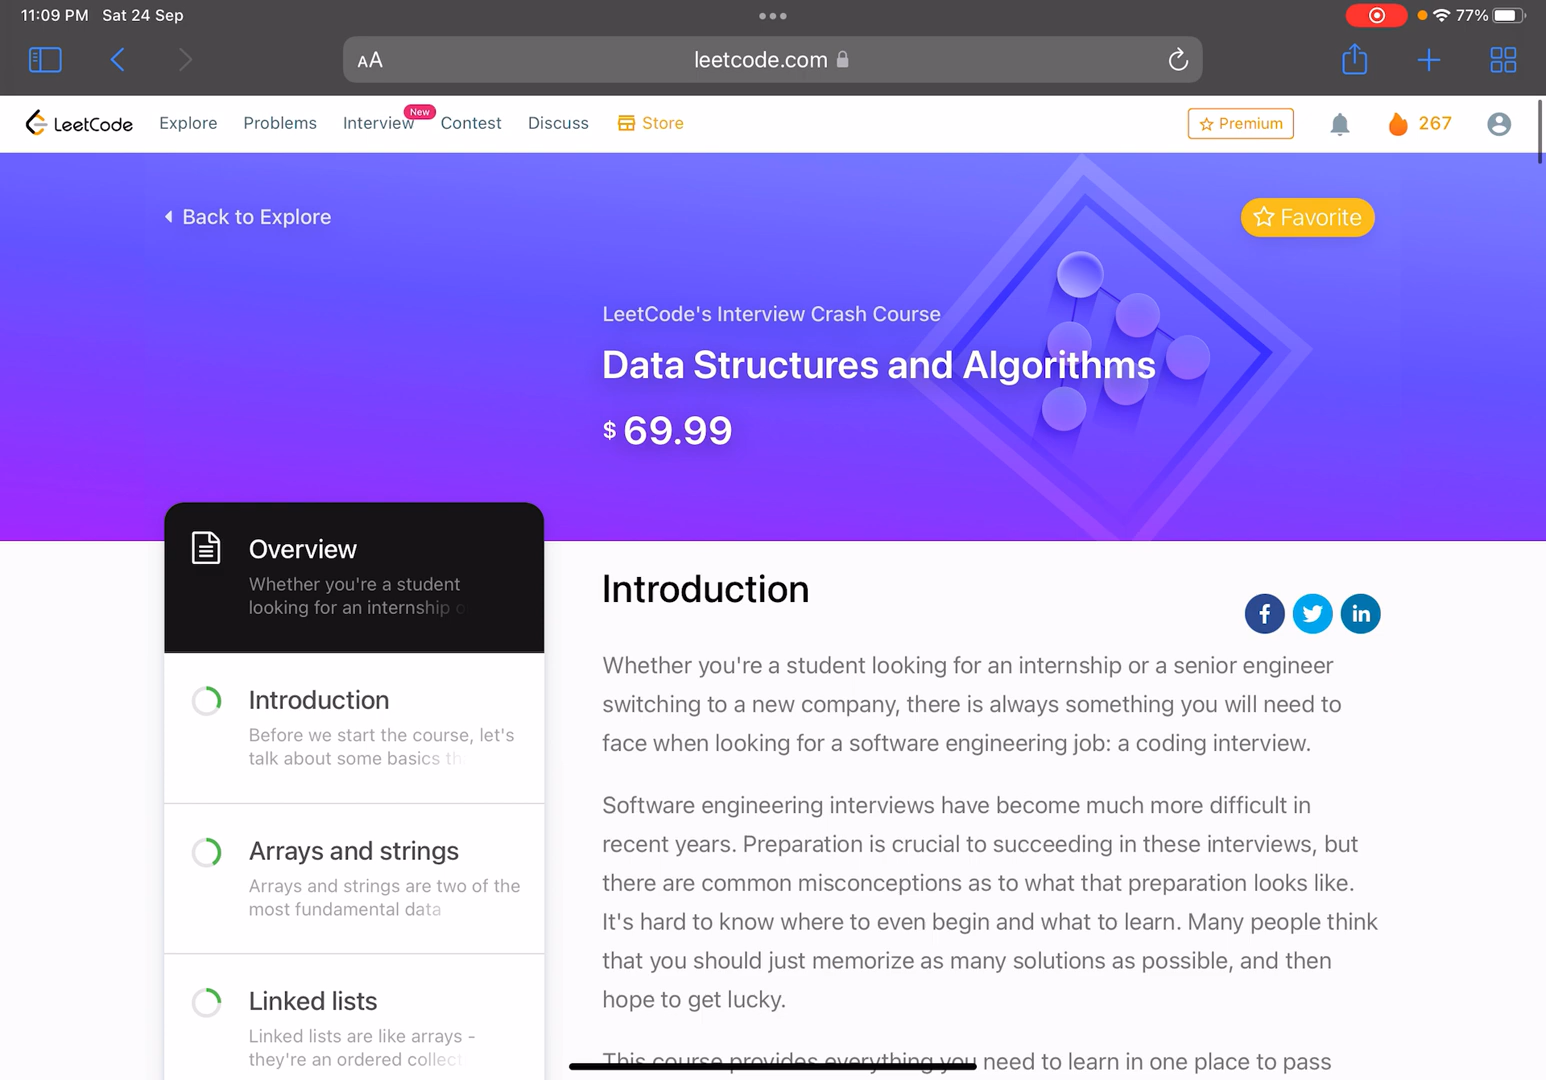 11:09 PM Sat 24 Sep
77%
AA
leetcode.com
LeetCode
Explore
Problems
Interview
New
Contest
Discuss
Store
Premium
267
Back to Explore
Favorite
LeetCode's Interview Crash Course
Data Structures and Algorithms
$ 69.99
Overview
Whether you're a student
looking for an internship o
Introduction
Before we start the course, let's
talk about some basics th
Arrays and strings
Arrays and strings are two of the
most fundamental data
Linked lists
Linked lists are like arrays -
they're an ordered collect
Introduction
f
in
Whether you're a student looking for an internship or a senior engineer
switching to a new company, there is always something you will need to
face when looking for a software engineering job: a coding interview.
Software engineering interviews have become much more difficult in
recent years. Preparation is crucial to succeeding in these interviews, but
there are common misconceptions as to what that preparation looks like.
It's hard to know where to even begin and what to learn. Many people think
that you should just memorize as many solutions as possible, and then
hope to get lucky.
This course provides everything you need to learn in one place to pass